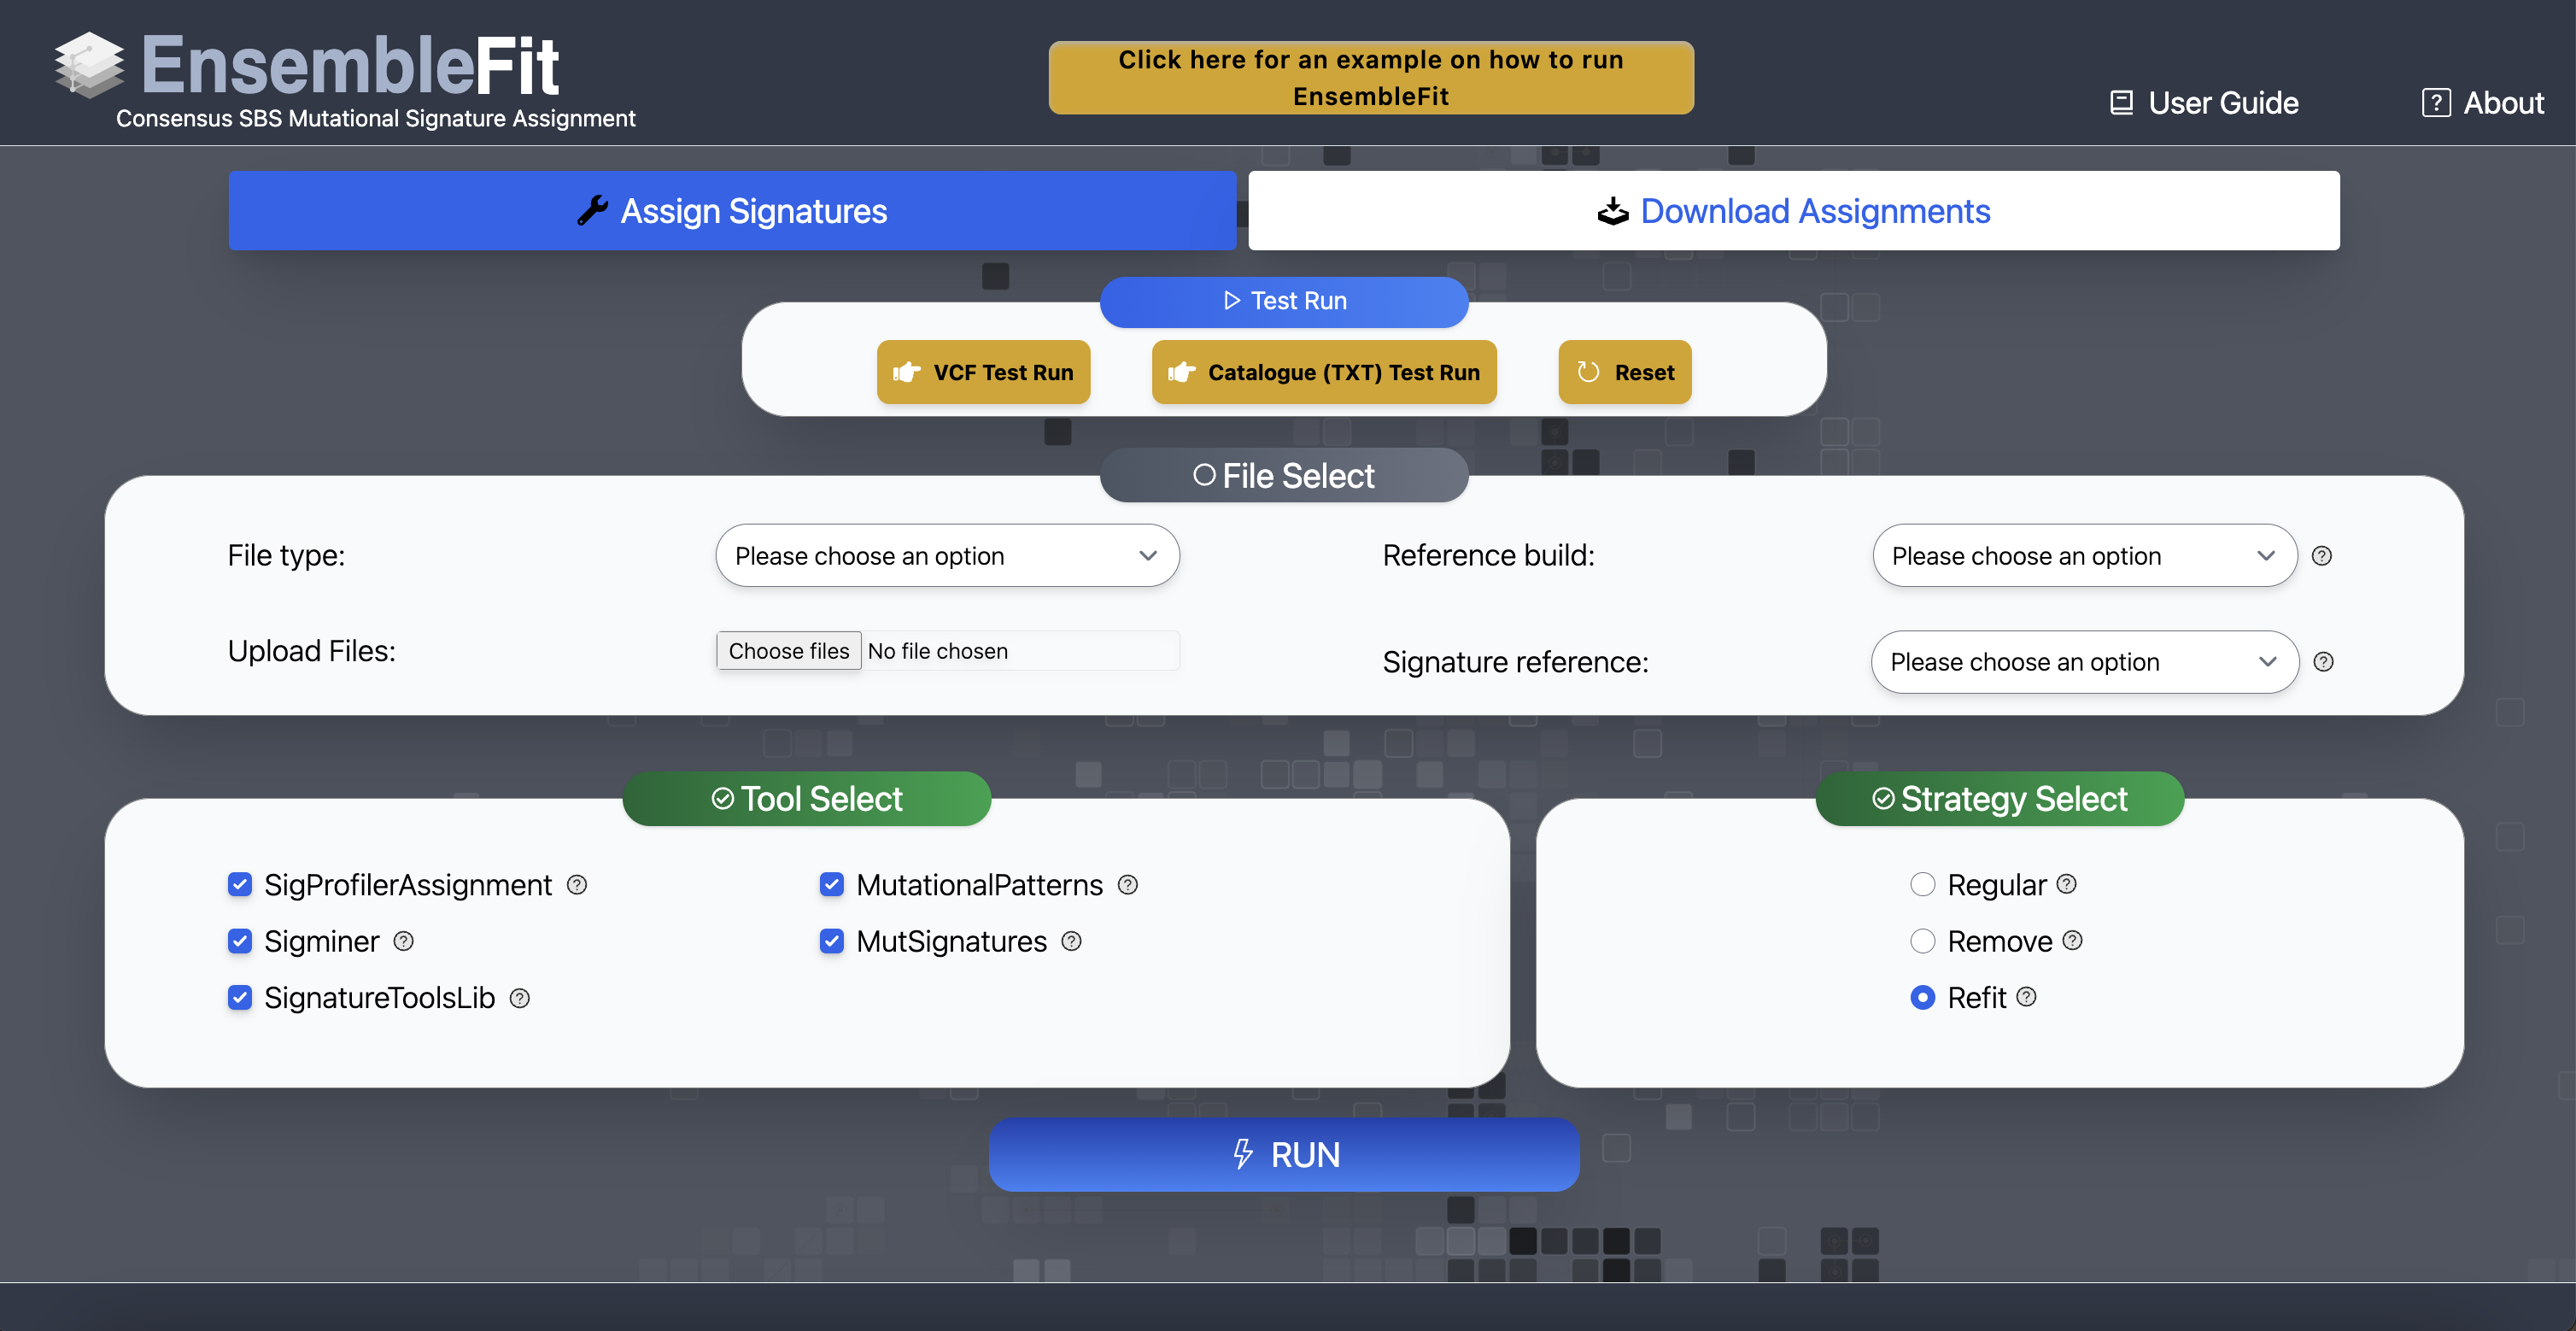 EnsembleFit
Consensus SBS Mutational Signature Assignment
Click here for an example on how to run
EnsembleFit
User Guide
About
Assign Signatures
Download Assignments
Test Run
VCF Test Run
Catalogue (TXT) Test Run
Reset
File Select
File type:
Please choose an option
Reference build:
Please choose an option
Upload Files:
Choose files No file chosen
Signature reference:
Please choose an option
Tool Select
SigProfilerAssignment
MutationalPatterns
Sigminer
MutSignatures
SignatureToolsLib
Strategy Select
Regular
Remove
Refit
RUN